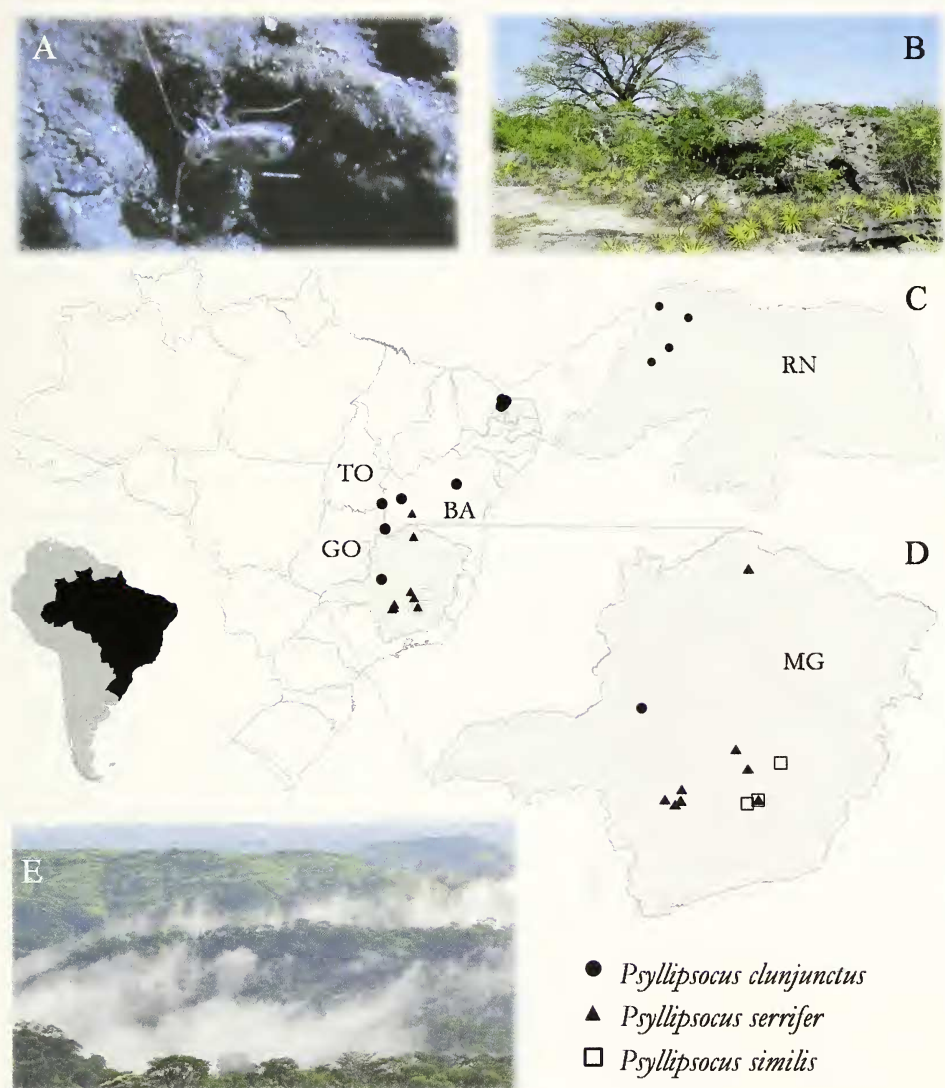 A
B
C
RN
TO
BA
GO
D
MG
E
Psyllipsocus clunjunctus
Psyllipsocus serrifer
Psyllipsocus similis